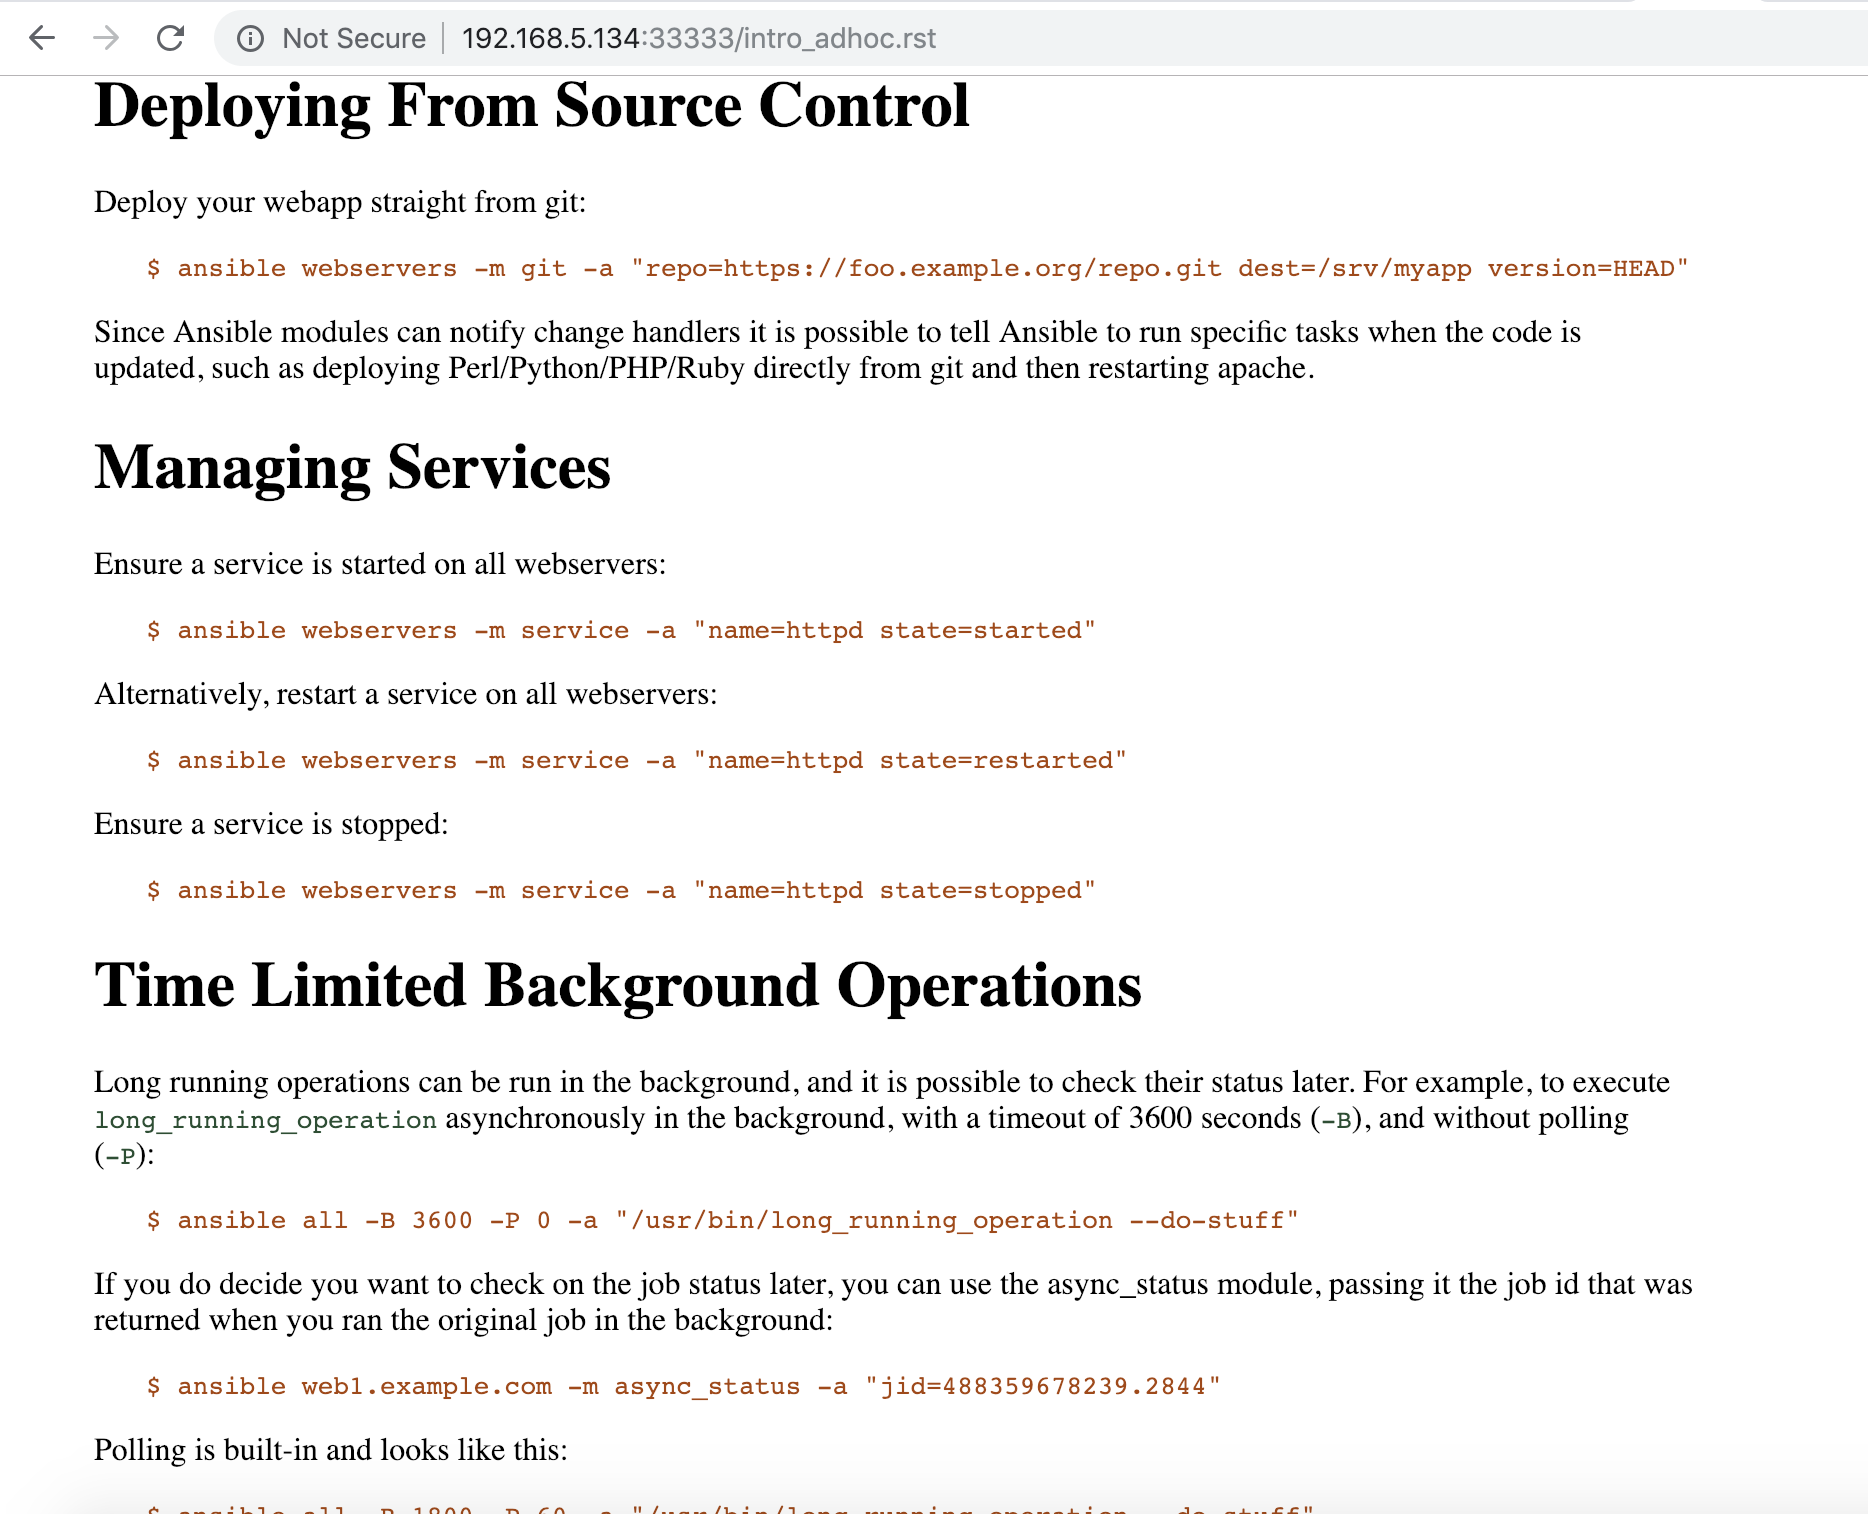 Not Secure | 192.168.5.134:33333/intro_adhoc.rst
Deploying From Source Control
Deploy your webapp straight from git:
$ ansible webservers -m git -a "repo=https://foo.example.org/repo.git dest=/srv/myapp version=HEAD"
Since Ansible modules can notify change handlers it is possible to tell Ansible to run specific tasks when the code is
updated, such as deploying Perl/Python/PHP/Ruby directly from git and then restarting apache.
Managing Services
Ensure a service is started on all webservers:
$ ansible webservers -m service -a "name=httpd state=started"
Alternatively, restart a service on all webservers:
$ ansible webservers -m service -a "name=httpd state=restarted"
Ensure a service is stopped:
$ ansible webservers -m service -a "name=httpd state=stopped"
Time Limited Background Operations
Long running operations can be run in the background, and it is possible to check their status later. For example, to execute
long_running_operation asynchronously in the background, with a timeout of 3600 seconds (-B), and without polling
(-P):
$ ansible all -B 3600 -P 0 -a "/usr/bin/long_running_operation --do-stuff"
If you do decide you want to check on the job status later, you can use the async_status module, passing it the job id that was
returned when you ran the original job in the background:
$ ansible web1.example.com -m async_status -a "jid=488359678239.2844"
Polling is built-in and looks like this:
$ ansible all -B 1800 -P 60 -a "/usr/bin/long_running_operation --do-stuff"